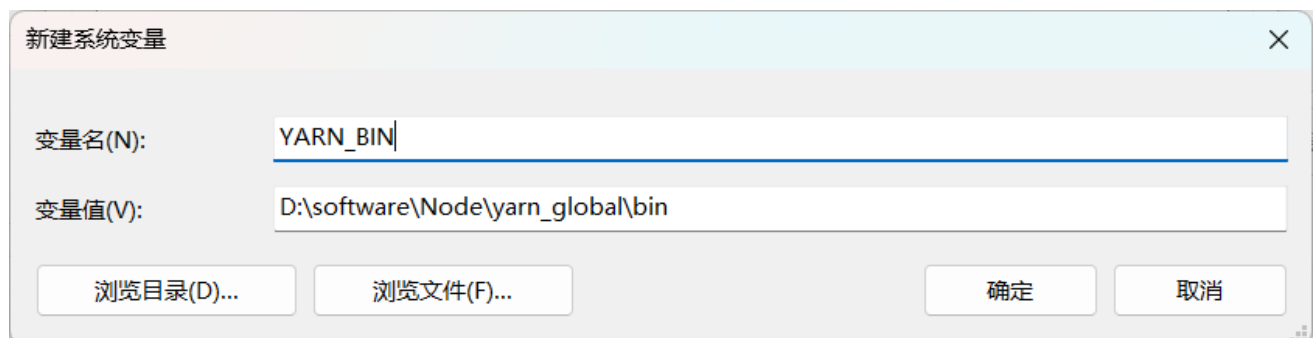 新建系统变量
变量名(N): YARN_BIN
变量值(V): D:\software\Node\yarn_global\bin
浏览目录(D)... 浏览文件(F)... 确定 取消